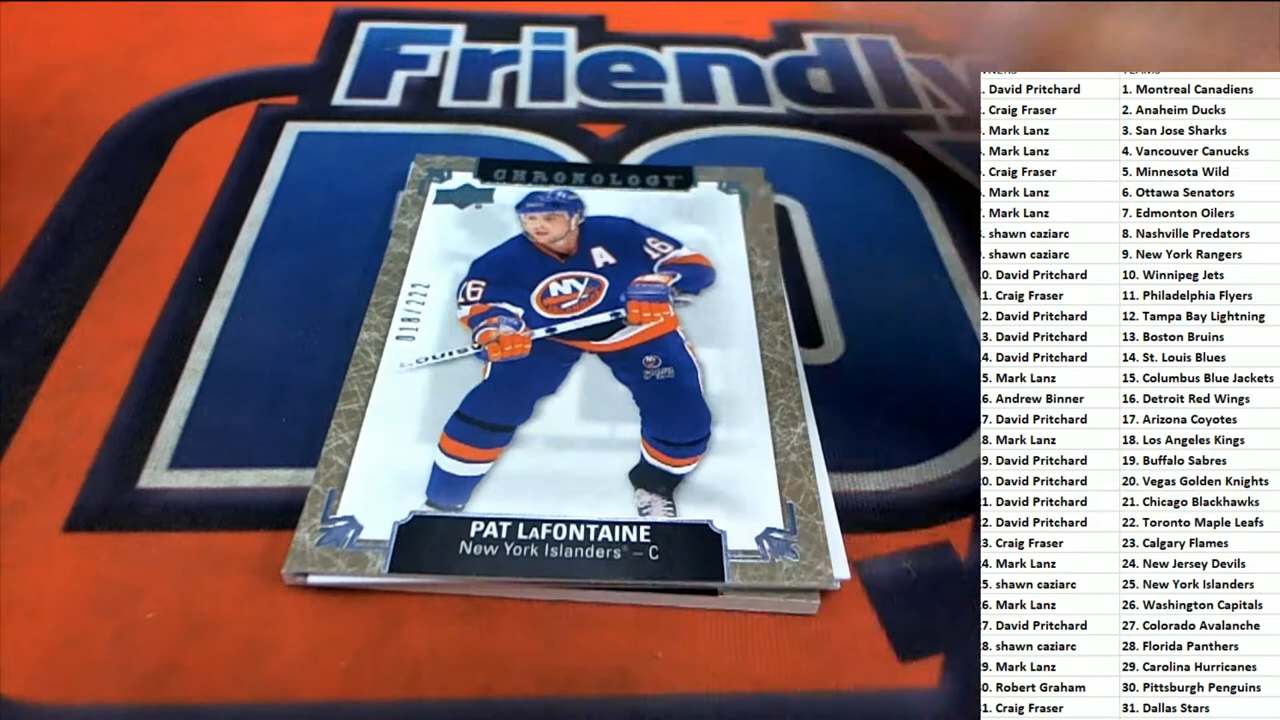 Friendly
CHRONOLOGY
018/222
A
16
16
NY
PAT LAFONTAINE
New York Islanders® – C
. David Pritchard 1. Montreal Canadiens
. Craig Fraser 2. Anaheim Ducks
. Mark Lanz 3. San Jose Sharks
. Mark Lanz 4. Vancouver Canucks
. Craig Fraser 5. Minnesota Wild
. Mark Lanz 6. Ottawa Senators
. Mark Lanz 7. Edmonton Oilers
. shawn caziarc 8. Nashville Predators
. shawn caziarc 9. New York Rangers
0. David Pritchard 10. Winnipeg Jets
1. Craig Fraser 11. Philadelphia Flyers
2. David Pritchard 12. Tampa Bay Lightning
3. David Pritchard 13. Boston Bruins
4. David Pritchard 14. St. Louis Blues
5. Mark Lanz 15. Columbus Blue Jackets
6. Andrew Binner 16. Detroit Red Wings
7. David Pritchard 17. Arizona Coyotes
8. Mark Lanz 18. Los Angeles Kings
9. David Pritchard 19. Buffalo Sabres
0. David Pritchard 20. Vegas Golden Knights
1. David Pritchard 21. Chicago Blackhawks
2. David Pritchard 22. Toronto Maple Leafs
3. Craig Fraser 23. Calgary Flames
4. Mark Lanz 24. New Jersey Devils
5. shawn caziarc 25. New York Islanders
6. Mark Lanz 26. Washington Capitals
7. David Pritchard 27. Colorado Avalanche
8. shawn caziarc 28. Florida Panthers
9. Mark Lanz 29. Carolina Hurricanes
0. Robert Graham 30. Pittsburgh Penguins
1. Craig Fraser 31. Dallas Stars